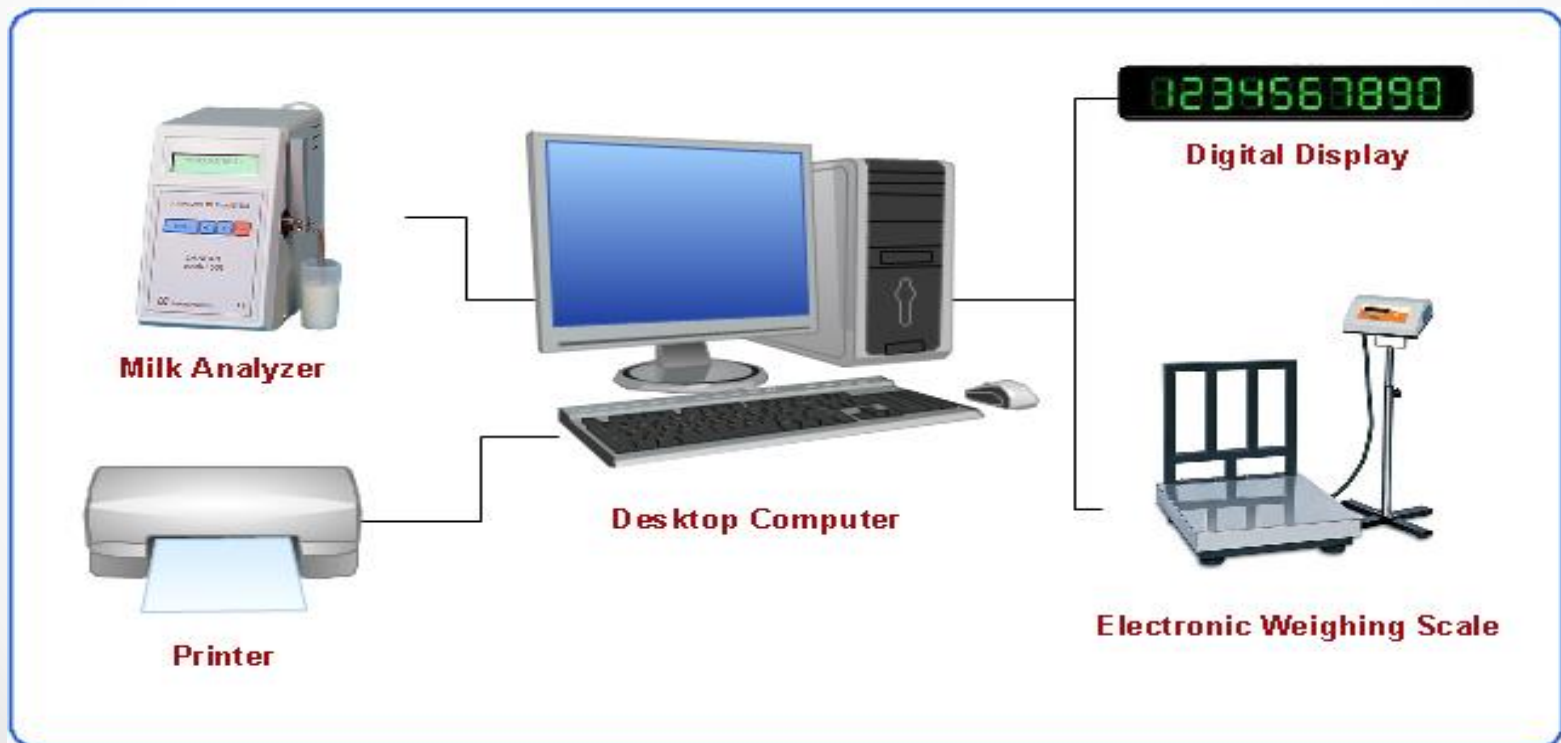 1234567890
Digital Display
Milk Analyzer
Desktop Computer
Electronic Weighing Scale
Printer